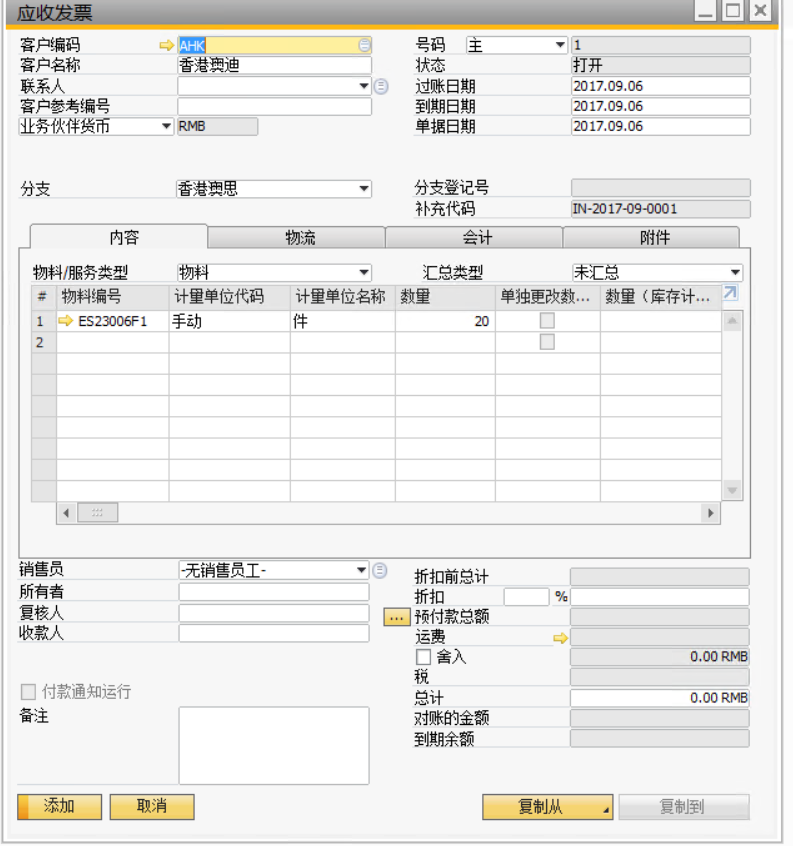 应收发票
客户编码 AHK 号码 主 1
客户名称 香港奥迪 状态 打开
联系人 过账日期 2017.09.06
客户参考编号 到期日期 2017.09.06
业务伙伴货币 RMB 单据日期 2017.09.06
分支 香港奥思 分支登记号
补充代码 IN-2017-09-0001
内容 物流 会计 附件
物料/服务类型 物料 汇总类型 未汇总
# 物料编号 计量单位代码 计量单位名称 数量 单独更改数... 数量（库存计...
1 ES23006F1 手动 件 20
2
销售员 -无销售员工- 折扣前总计
所有者 折扣 %
复核人 ... 预付款总额
收款人 运费
舍入 0.00 RMB
税
付款通知运行 总计 0.00 RMB
备注 对账的金额
到期余额
添加 取消 复制从 复制到